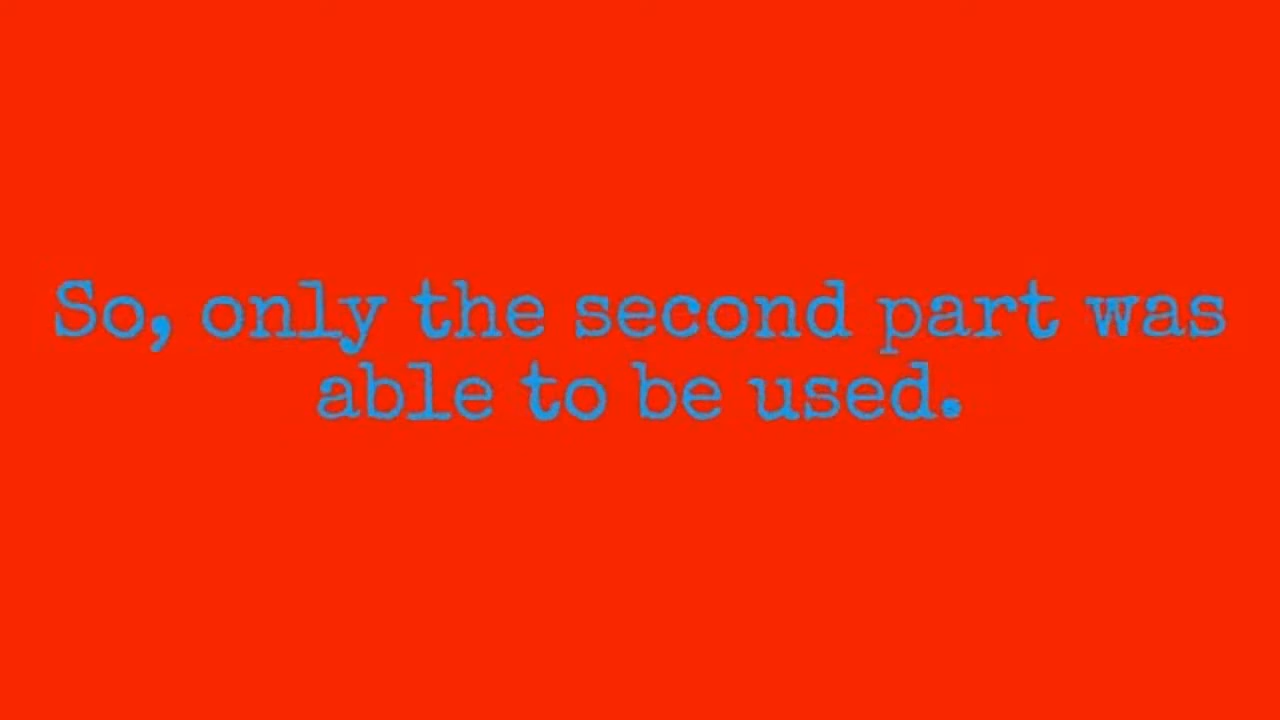 So, only the second part was
able to be used.